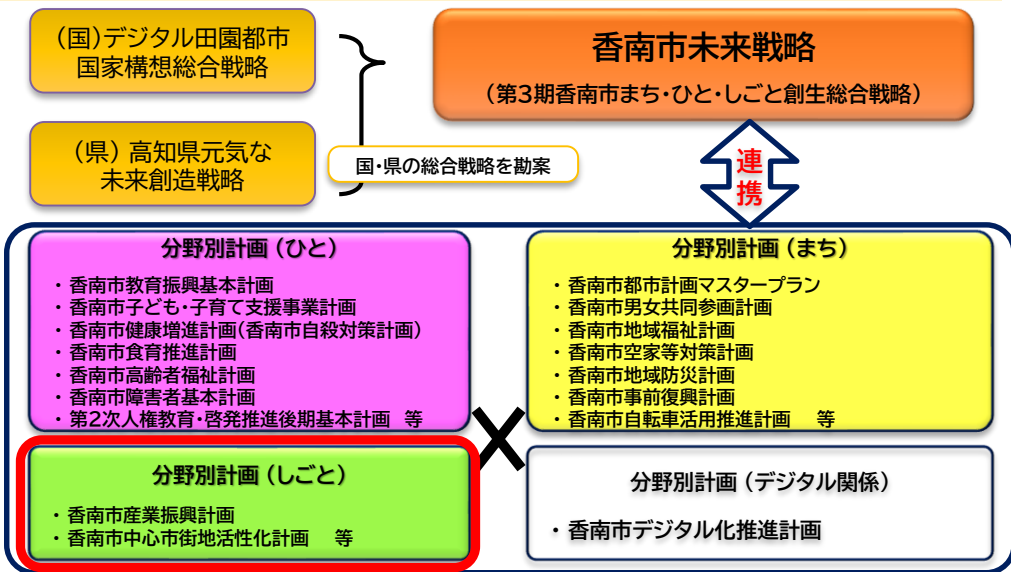 (国)デジタル田園都市
国家構想総合戦略
(県) 高知県元気な
未来創造戦略
国・県の総合戦略を勘案
香南市未来戦略
(第3期香南市まち・ひと・しごと創生総合戦略)
連
携
分野別計画 (ひと)
・ 香南市教育振興基本計画
・ 香南市子ども・子育て支援事業計画
・ 香南市健康増進計画(香南市自殺対策計画)
・ 香南市食育推進計画
・ 香南市高齢者福祉計画
・ 香南市障害者基本計画
・ 第2次人権教育・啓発推進後期基本計画 等
分野別計画 (まち)
・ 香南市都市計画マスタープラン
・ 香南市男女共同参画計画
・ 香南市地域福祉計画
・ 香南市空家等対策計画
・ 香南市地域防災計画
・ 香南市事前復興計画
・ 香南市自転車活用推進計画 等
分野別計画 (しごと)
・ 香南市産業振興計画
・ 香南市中心市街地活性化計画 等
分野別計画 (デジタル関係)
・ 香南市デジタル化推進計画